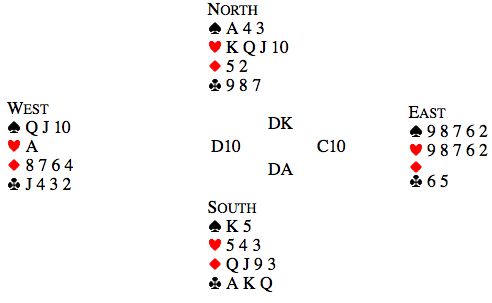 NORTH
♠ A 4 3
♥ K Q J 10
♦ 5 2
♣ 9 8 7
WEST
♠ Q J 10
♥ A
♦ 8 7 6 4
♣ J 4 3 2
DK
D10 C10
DA
EAST
♠ 9 8 7 6 2
♥ 9 8 7 6 2
♦
♣ 6 5
SOUTH
♠ K 5
♥ 5 4 3
♦ Q J 9 3
♣ A K Q